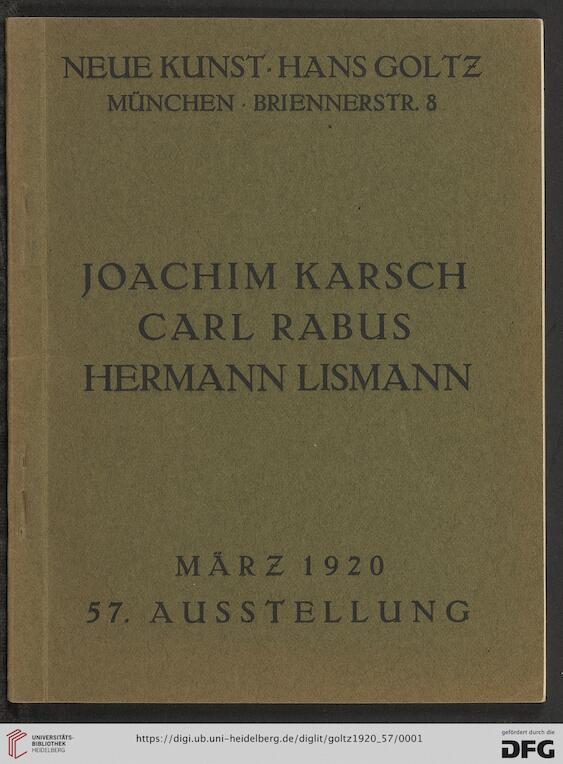 NEUE KUNST · HANS GOLTZ
MÜNCHEN · BRIENNERSTR. 8
JOACHIM KARSCH
CARL RABUS
HERMANN LISMANN
MÄRZ 1920
57. AUSSTELLUNG
UNIVERSITÄTS-
BIBLIOTHEK
HEIDELBERG
https://digi.ub.uni-heidelberg.de/diglit/goltz1920_57/0001
gefördert durch die
DFG